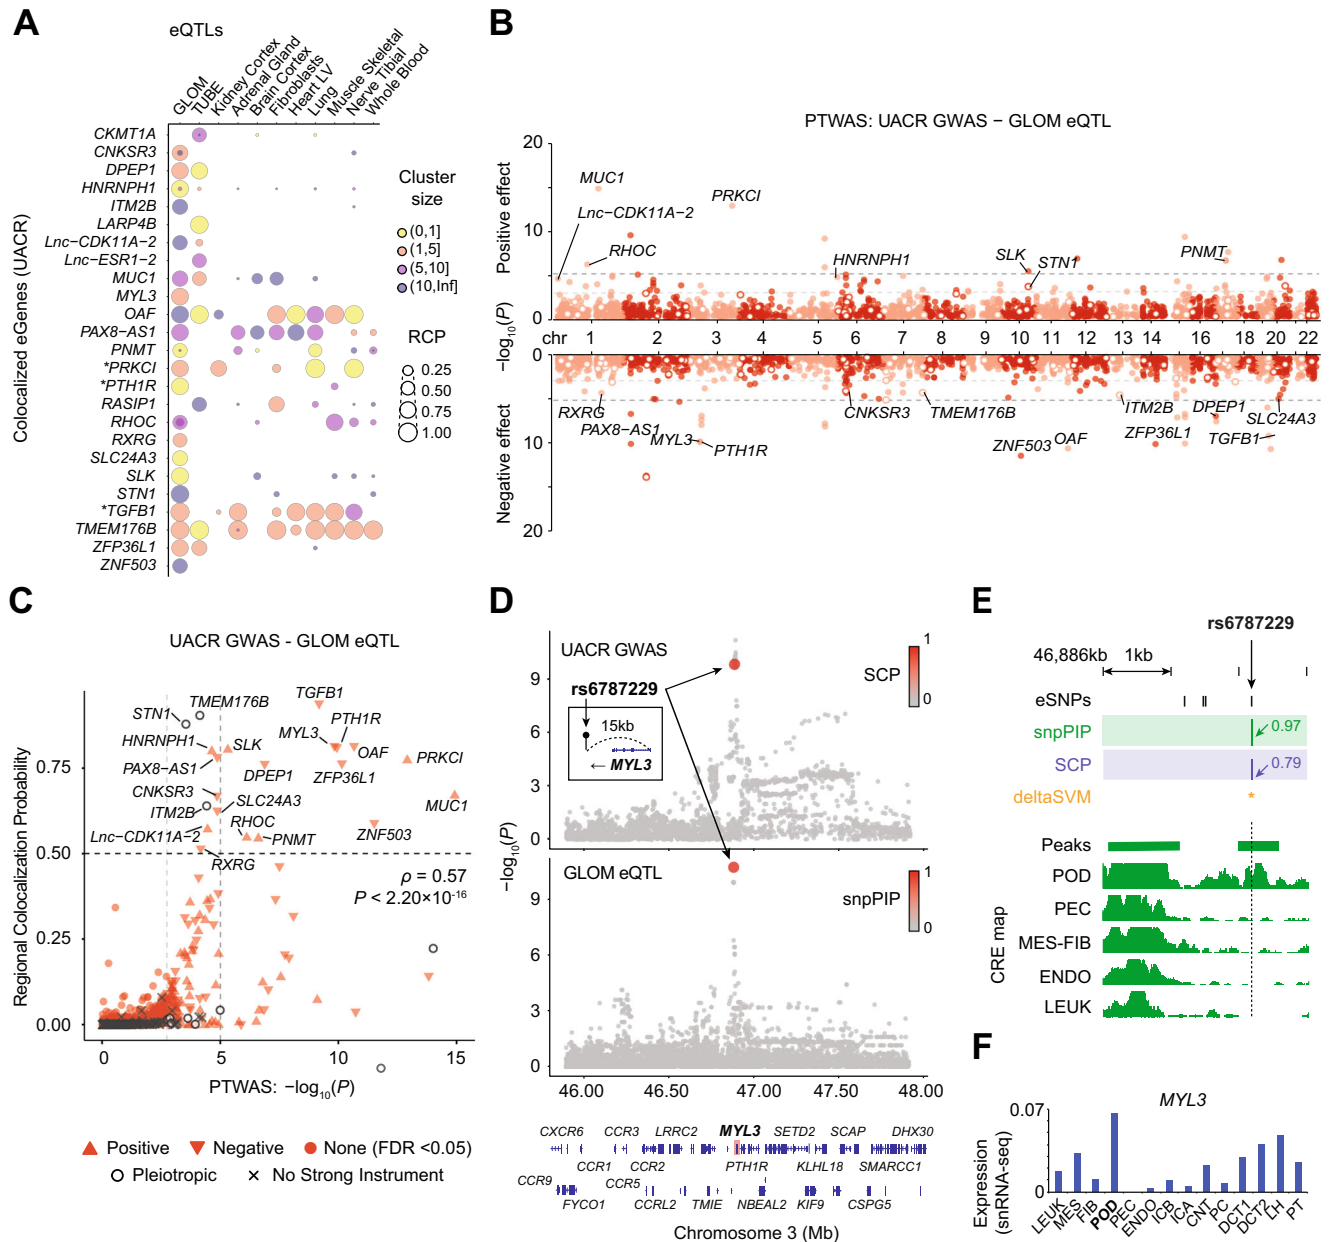 A
eQTLs
GLOM
TUBE
Kidney Cortex
Adrenal Gland
Brain Cortex
Fibroblasts
Heart LV
Lung
Muscle Skeletal
Nerve Tibial
Whole Blood
Colocalized eGenes (UACR)
CKMT1A
CNKSR3
DPEP1
HNRNPH1
ITM2B
LARP4B
Lnc−CDK11A−2
Lnc−ESR1−2
MUC1
MYL3
OAF
PAX8−AS1
PNMT
*PRKCI
*PTH1R
RASIP1
RHOC
RXRG
SLC24A3
SLK
STN1
*TGFB1
TMEM176B
ZFP36L1
ZNF503
Cluster
size
(0,1]
(1,5]
(5,10]
(10,Inf]
RCP
0.25
0.50
0.75
1.00
B
PTWAS: UACR GWAS − GLOM eQTL
Positive effect
Negative effect
−log10(P)
20
10
0
MUC1
PRKCI
Lnc−CDK11A−2
RHOC
HNRNPH1
SLK
STN1
PNMT
chr 1 2 3 4 5 6 7 8 9 10 11 12 13 14 16 18 20 22
0
10
20
RXRG
PAX8−AS1
MYL3
PTH1R
CNKSR3
TMEM176B
ZNF503
OAF
ITM2B
ZFP36L1
DPEP1
TGFB1
SLC24A3
C
UACR GWAS - GLOM eQTL
Regional Colocalization Probability
0.75
0.50
0.25
0.00
TMEM176B
STN1
TGFB1
HNRNPH1
SLK
MYL3
PTH1R
OAF
PRKCI
PAX8−AS1
DPEP1
ZFP36L1
CNKSR3
SLC24A3
MUC1
ITM2B
RHOC
Lnc−CDK11A−2
PNMT
ZNF503
RXRG
ρ = 0.57
P < 2.20×10-16
0 5 10 15
PTWAS: −log10(P)
Positive
Negative
None (FDR <0.05)
Pleiotropic
No Strong Instrument
D
UACR GWAS
rs6787229
15kb
← MYL3
SCP
1
0
9
6
3
0
−log10(P)
GLOM eQTL
snpPIP
1
0
9
6
3
0
46.00 46.50 47.00 47.50 48.00
CXCR6 CCR3 LRRC2 MYL3 SETD2 SCAP DHX30
CCR1 CCR2 PTH1R KLHL18 SMARCC1
CCR9 CCR5
FYCO1 CCRL2 TMIE NBEAL2 KIF9 CSPG5
Chromosome 3 (Mb)
E
rs6787229
46,886kb 1kb
eSNPs
snpPIP 0.97
SCP 0.79
deltaSVM *
Peaks
CRE map
POD
PEC
MES-FIB
ENDO
LEUK
F
MYL3
Expression
(snRNA-seq)
0.07
0
LEUK
MES
FIB
POD
PEC
ENDO
ICB
ICA
CNT
PC
DCT1
DCT2
LH
PT